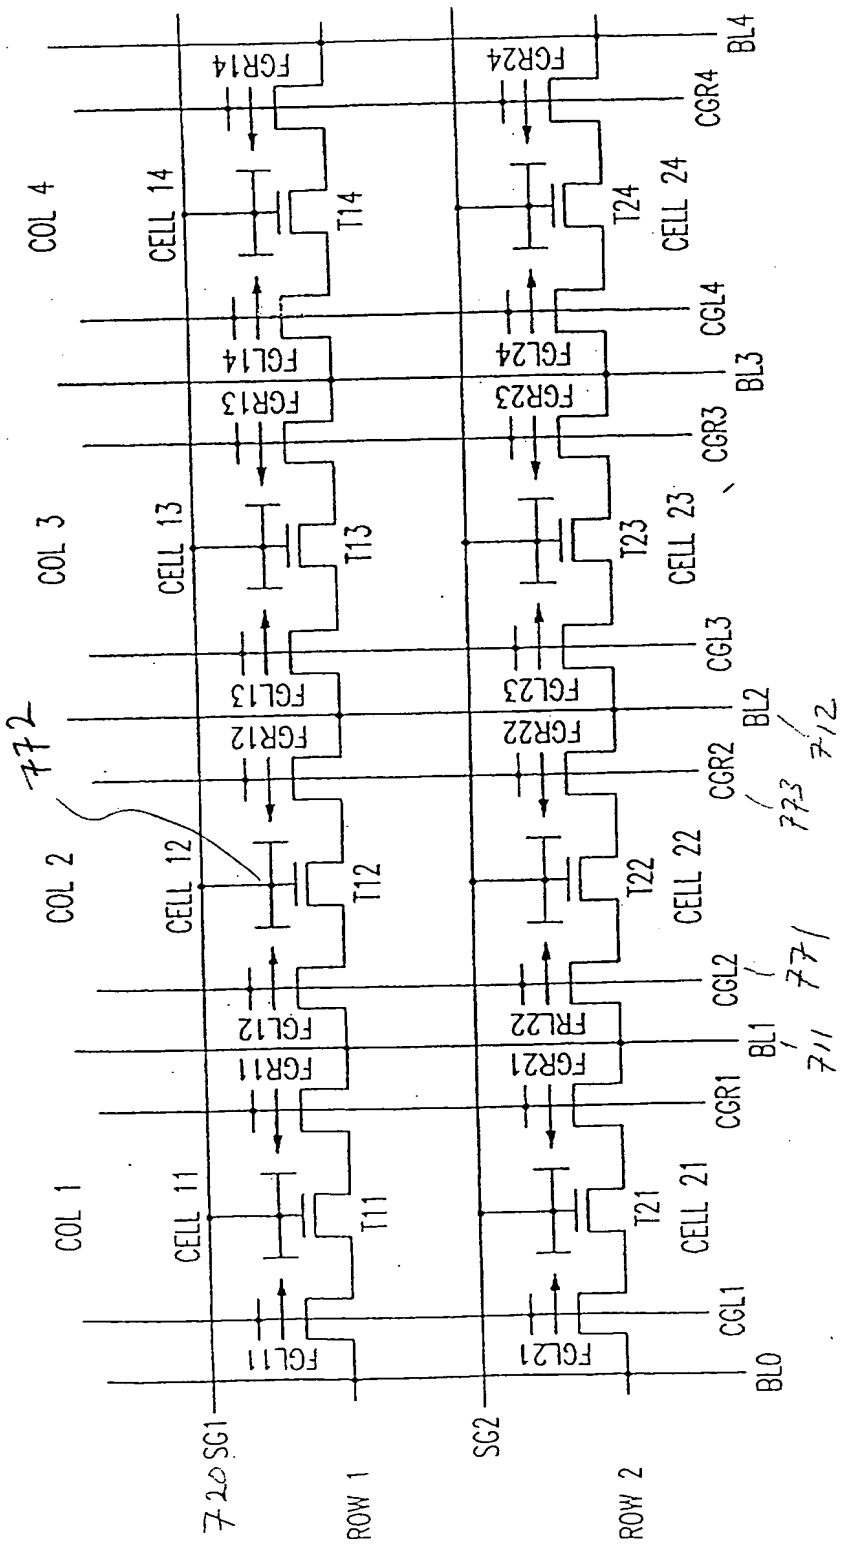 COL 1 COL 2 COL 3 COL 4
772
CELL 11 CELL 12 CELL 13 CELL 14
720 SG1
FGL11 FGR11 FGL12 FGR12 FGL13 FGR13 FGL14 FGR14
T11 T12 T13 T14
ROW 1
SG2
FGL21 FGR21 FRL22 FGR22 FGL23 FGR23 FGL24 FGR24
T21 T22 T23 T24
ROW 2
CELL 21 CELL 22 CELL 23 CELL 24
BL0 CGL1 CGR1 BL1 CGL2 CGR2 BL2 CGL3 CGR3 BL3 CGL4 CGR4 BL4
711 771 773 712